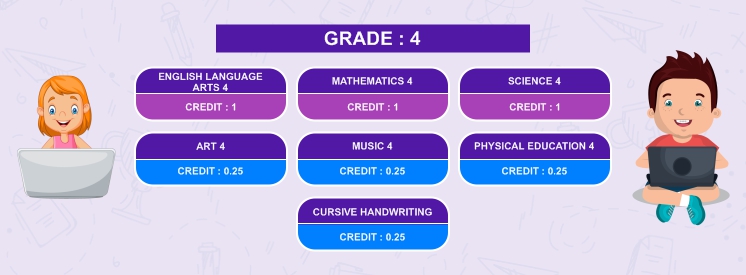 GRADE : 4
ENGLISH LANGUAGE
ARTS 4
CREDIT : 1
MATHEMATICS 4
CREDIT : 1
SCIENCE 4
CREDIT : 1
ART 4
CREDIT : 0.25
MUSIC 4
CREDIT : 0.25
PHYSICAL EDUCATION 4
CREDIT : 0.25
CURSIVE HANDWRITING
CREDIT : 0.25